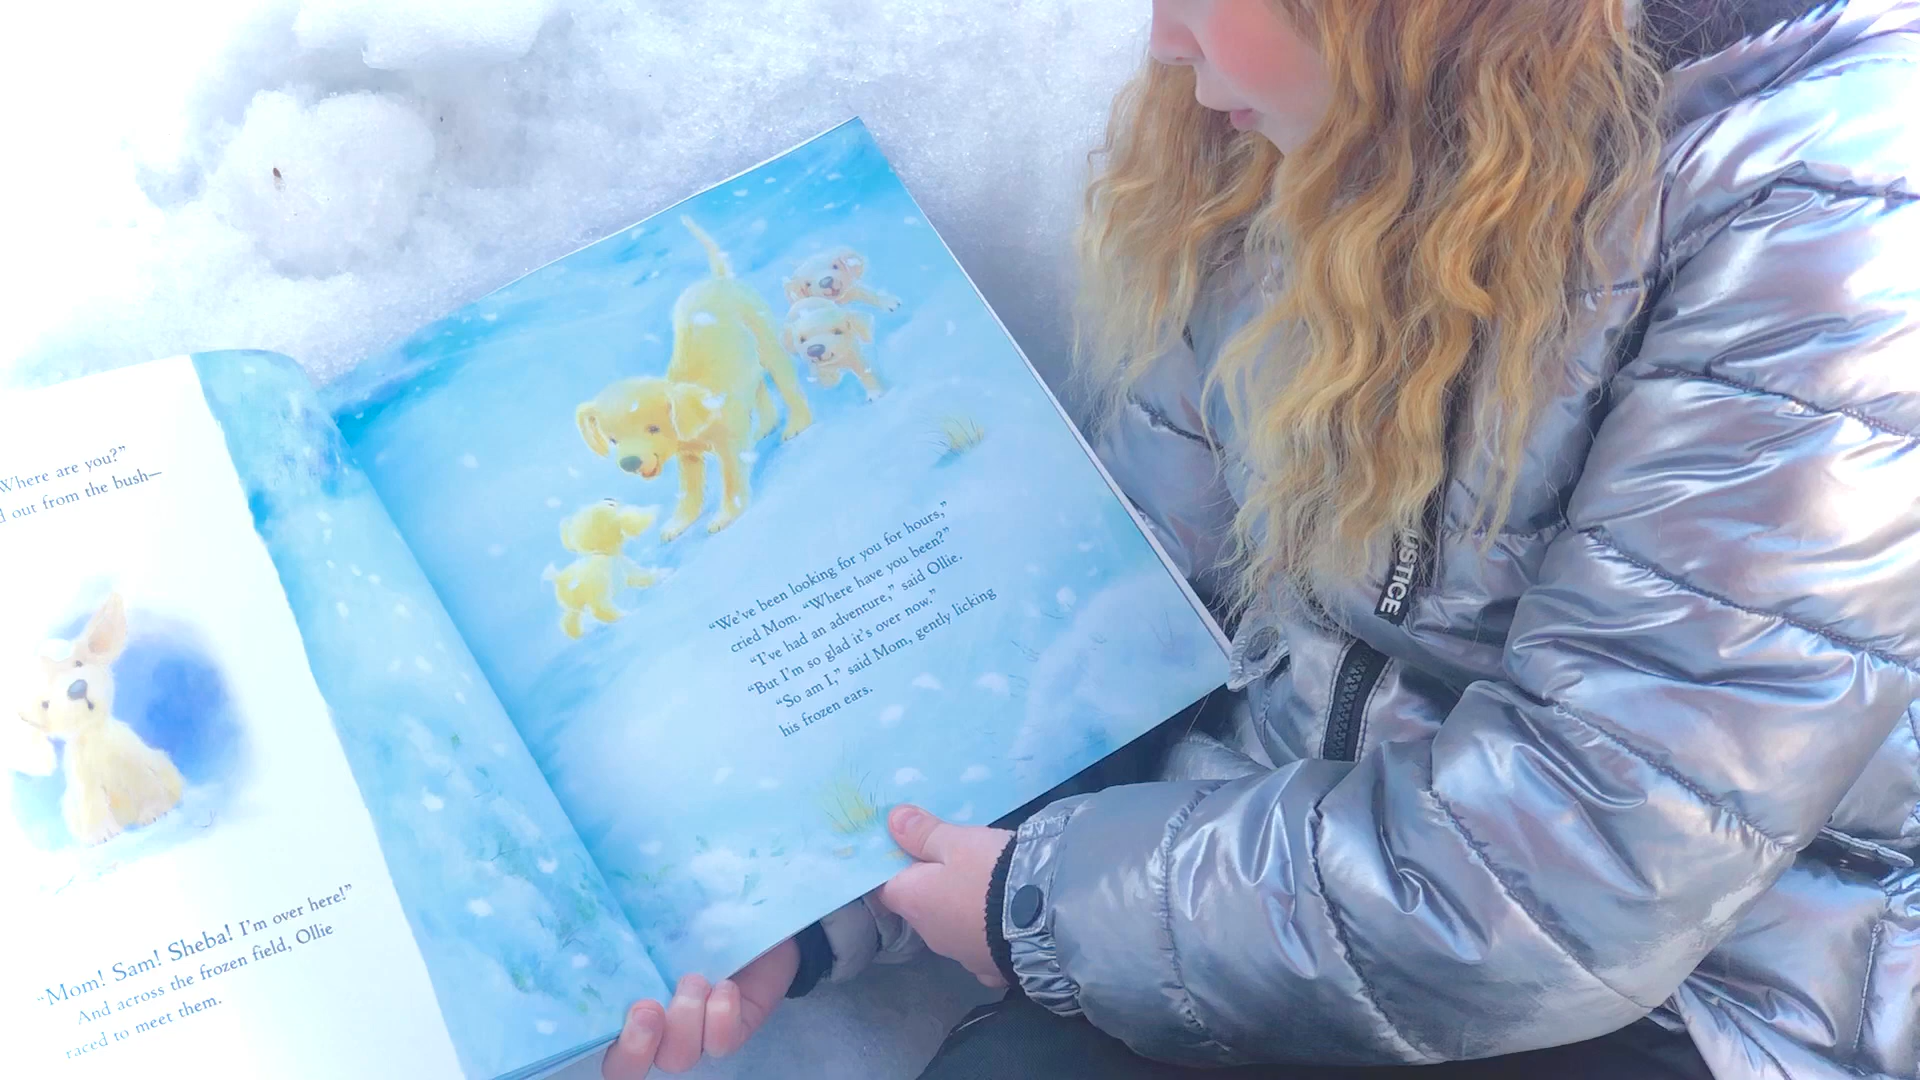 Where are you?"
out from the bush—
"Mom! Sam! Sheba! I'm over here!"
And across the frozen field, Ollie
raced to meet them.
"We've been looking for you for hours,"
cried Mom. "Where have you been?"
"I've had an adventure," said Ollie.
"But I'm so glad it's over now."
"So am I," said Mom, gently licking
his frozen ears.
USTICE